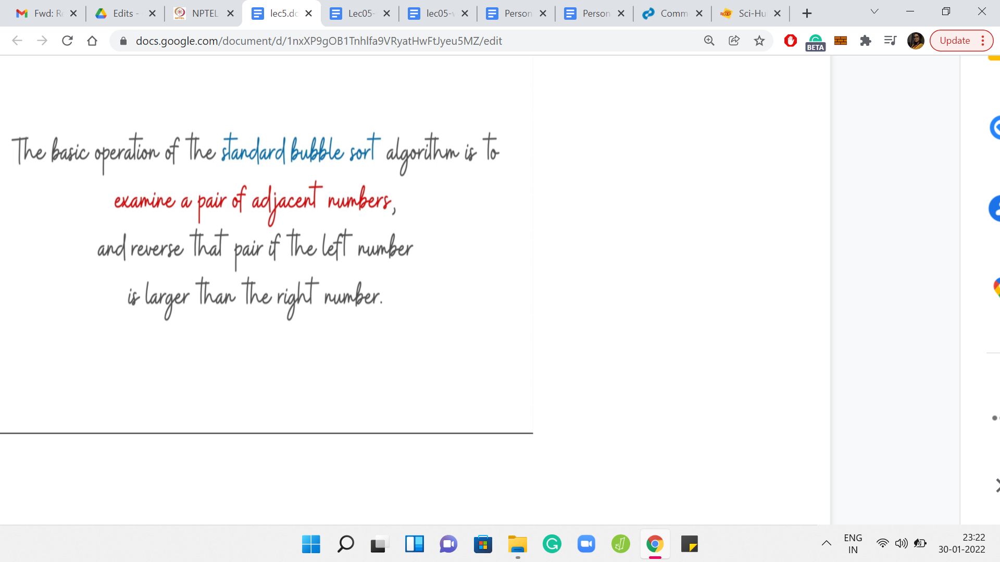 Fwd: Re
Edits -
NPTEL
lec5.dc
Lec05-
lec05-v
Person
Person
Comm
Sci-Hu
docs.google.com/document/d/1nxXP9gOB1Tnhlfa9VRyatHwFtJyeu5MZ/edit
BETA
Update
The basic operation of the standard bubble sort algorithm is to
examine a pair of adjacent numbers,
and reverse that pair if the left number
is larger than the right number.
ENG
IN
23:22
30-01-2022